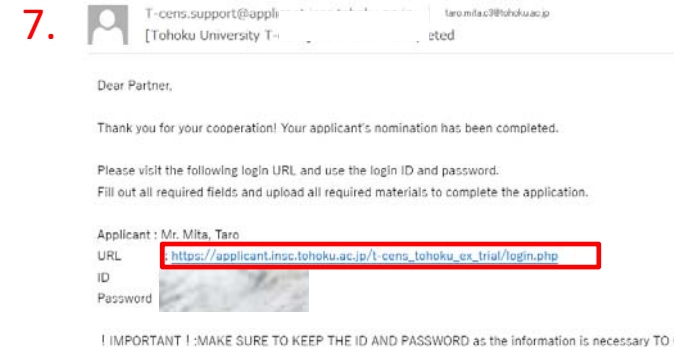 7.
T-cens.support@appli
taro.mita.c3@tohoku.ac.jp
[Tohoku University T- eted
Dear Partner,
Thank you for your cooperation! Your applicant's nomination has been completed.
Please visit the following login URL and use the login ID and password.
Fill out all required fields and upload all required materials to complete the application.
Applicant : Mr. Mita, Taro
URL : https://applicant.insc.tohoku.ac.jp/t-cens_tohoku_ex_trial/login.php
ID
Password
! IMPORTANT ! :MAKE SURE TO KEEP THE ID AND PASSWORD as the information is necessary TO